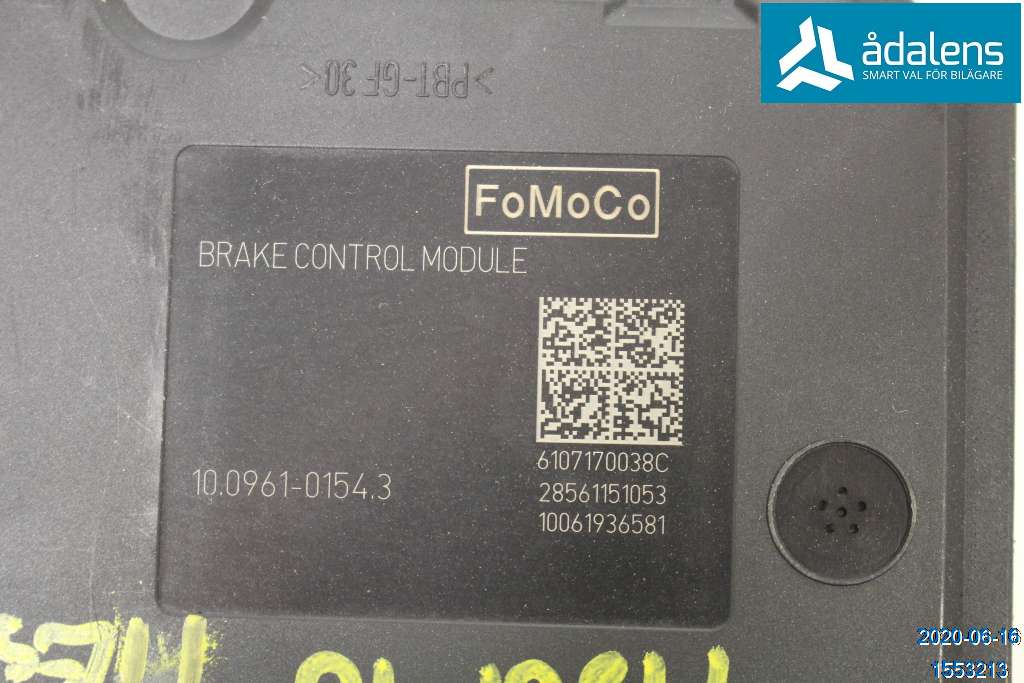 ådalens
SMART VAL FÖR BILÄGARE
>PBT-GF30<
FoMoCo
BRAKE CONTROL MODULE
6107170038C
10.0961-0154.3
28561151053
10061936581
2020-06-16
1553213